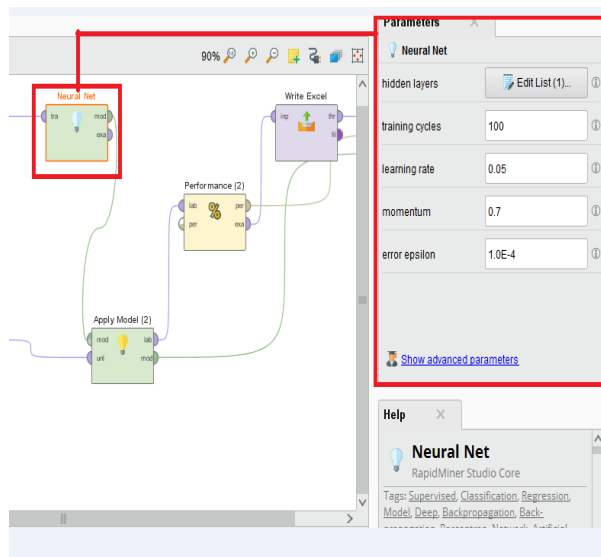 Parameters
X
Neural Net
90%
hidden layers
Edit List (1)...
training cycles
100
learning rate
0.05
momentum
0.7
error epsilon
1.0E-4
Show advanced parameters
Neural Net
tra
mod
exa
Write Excel
inp
thr
fil
Performance (2)
lab
per
per
exa
Apply Model (2)
mod
lab
unl
mod
Help
X
Neural Net
RapidMiner Studio Core
Tags: Supervised, Classification, Regression,
Model, Deep, Backpropagation, Back-